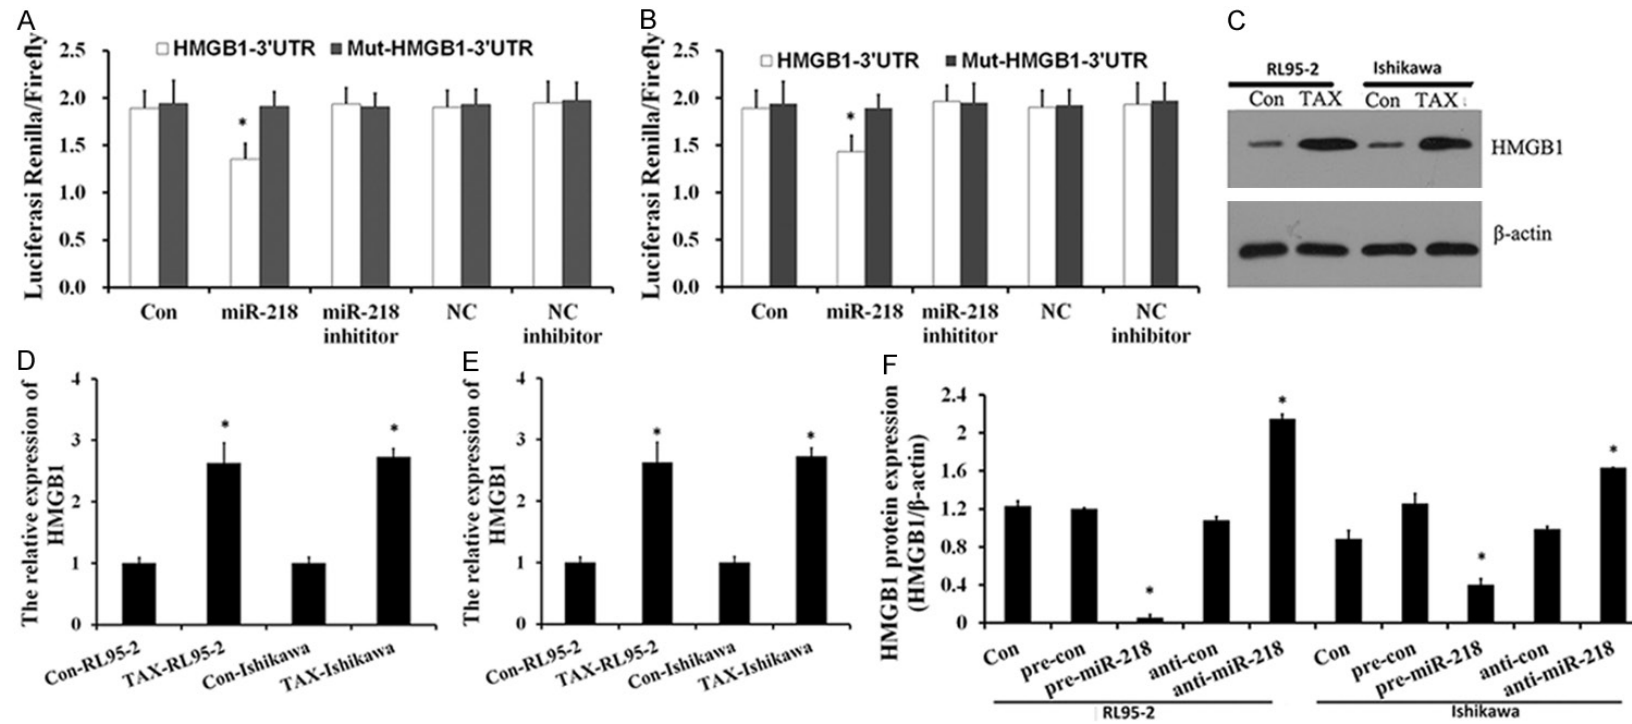 A
Luciferasi Renilla/Firefly
2.5
2.0
1.5
1.0
0.5
0.0
HMGB1-3'UTR
Mut-HMGB1-3'UTR
*
Con
miR-218
miR-218
inhititor
NC
NC
inhibitor
B
Luciferasi Renilla/Firefly
2.5
2.0
1.5
1.0
0.5
0.0
HMGB1-3'UTR
Mut-HMGB1-3'UTR
*
Con
miR-218
miR-218
inhititor
NC
NC
inhibitor
C
RL95-2
Ishikawa
Con TAX Con TAX
HMGB1
β-actin
D
The relative expression of
HMGB1
4
3
2
1
0
*
*
Con-RL95-2
TAX-RL95-2
Con-Ishikawa
TAX-Ishikawa
E
The relative expression of
HMGB1
4
3
2
1
0
*
*
Con-RL95-2
TAX-RL95-2
Con-Ishikawa
TAX-Ishikawa
F
HMGB1 protein expression
(HMGB1/β-actin)
2.4
2
1.6
1.2
0.8
0.4
0
*
*
*
*
Con
pre-con
pre-miR-218
anti-con
anti-miR-218
Con
pre-con
pre-miR-218
anti-con
anti-miR-218
RL95-2
Ishikawa